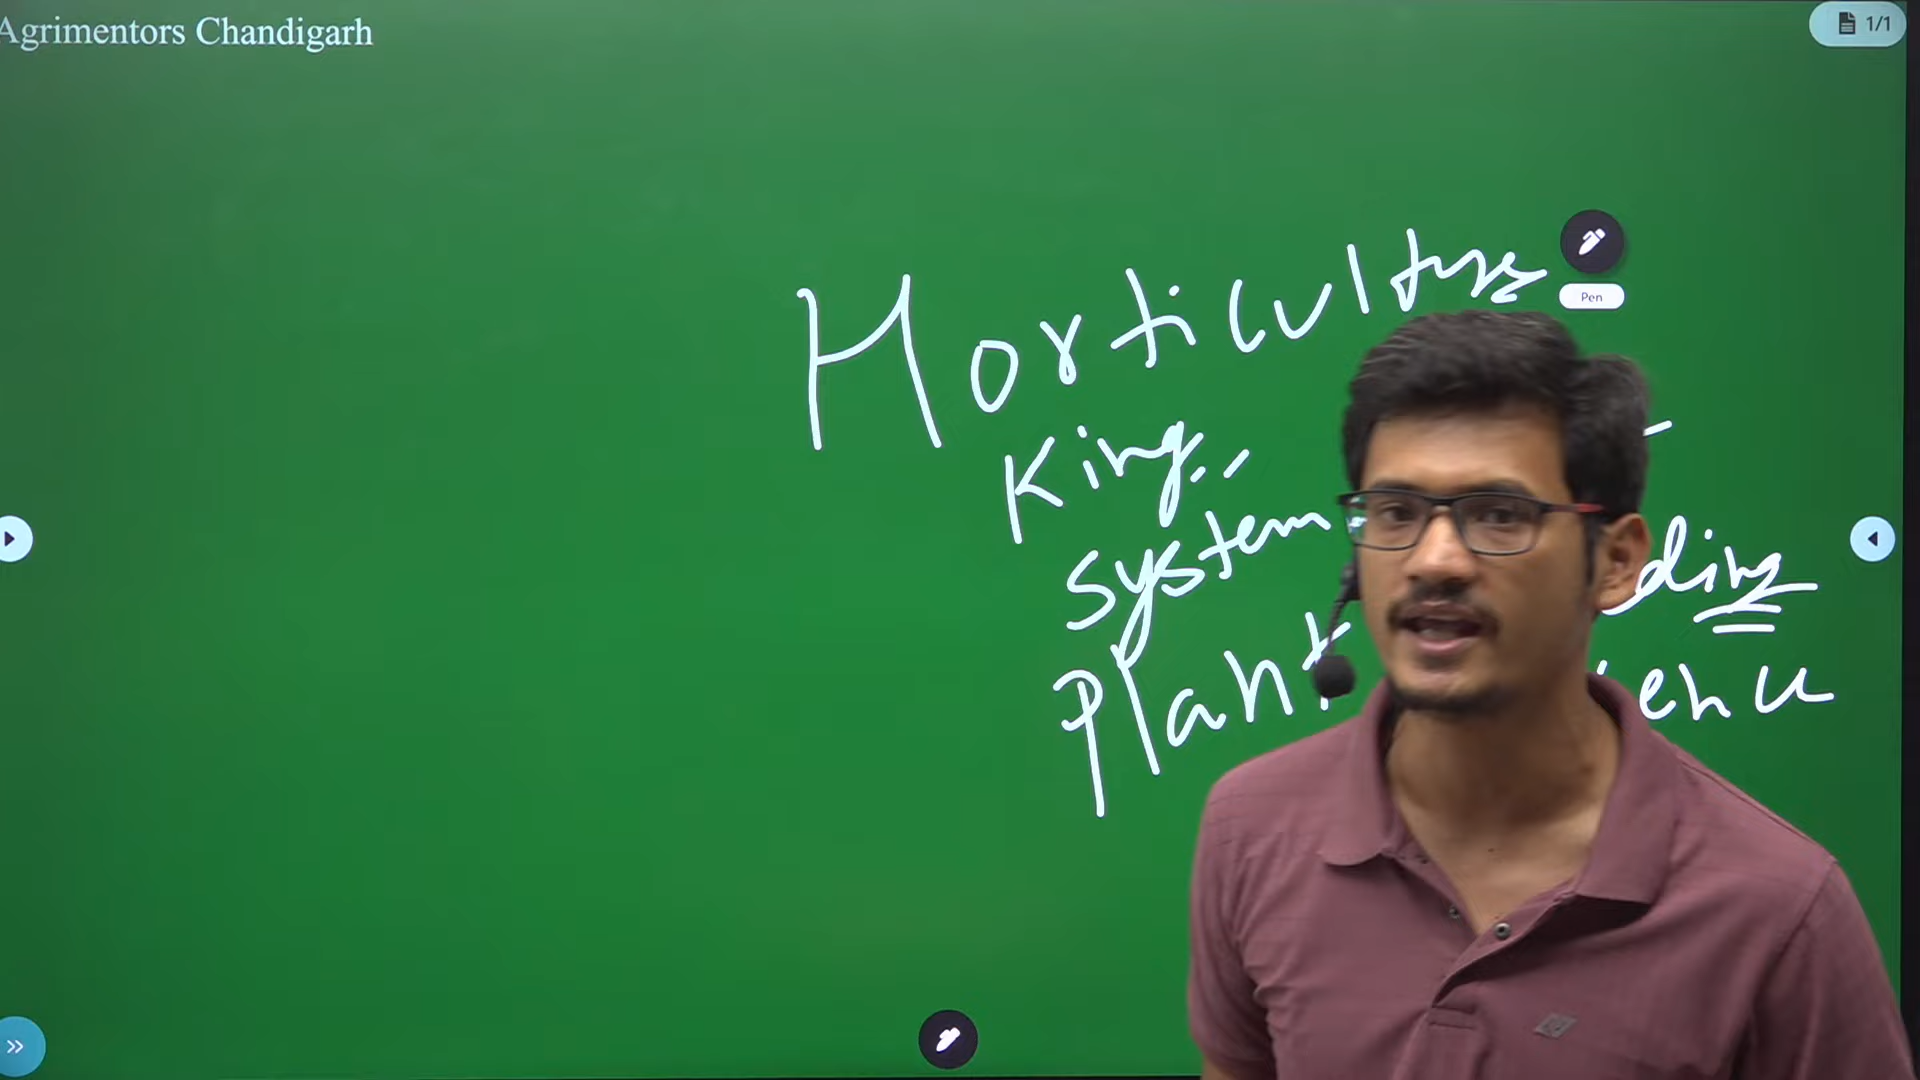 Agrimentors Chandigarh
1/1
Horticulture
Pen
King
system
Plant